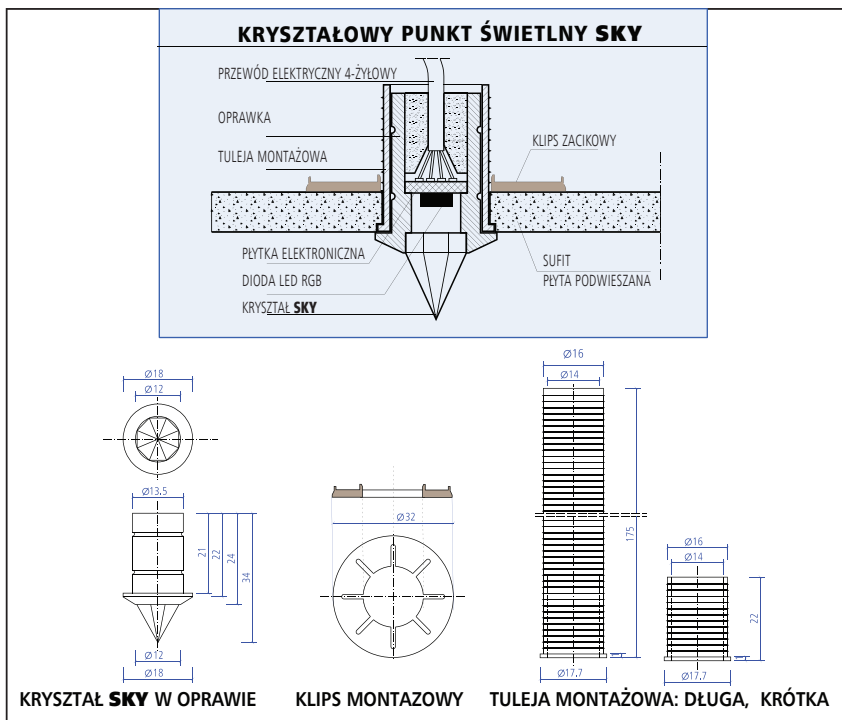 KRYSZTAŁOWY PUNKT ŚWIETLNY SKY
PRZEWÓD ELEKTRYCZNY 4-ŻYŁOWY
OPRAWKA
TULEJA MONTAŻOWA
KLIPS ZACIKOWY
PŁYTKA ELEKTRONICZNA
DIODA LED RGB
KRYSZTAŁ SKY
SUFIT
PŁYTA PODWIESZANA
Ø18
Ø12
Ø13.5
21
22
24
34
Ø12
Ø18
KRYSZTAŁ SKY W OPRAWIE
Ø32
KLIPS MONTAZOWY
Ø16
Ø14
175
Ø17.7
Ø16
Ø14
22
Ø17.7
TULEJA MONTAŻOWA: DŁUGA, KRÓTKA